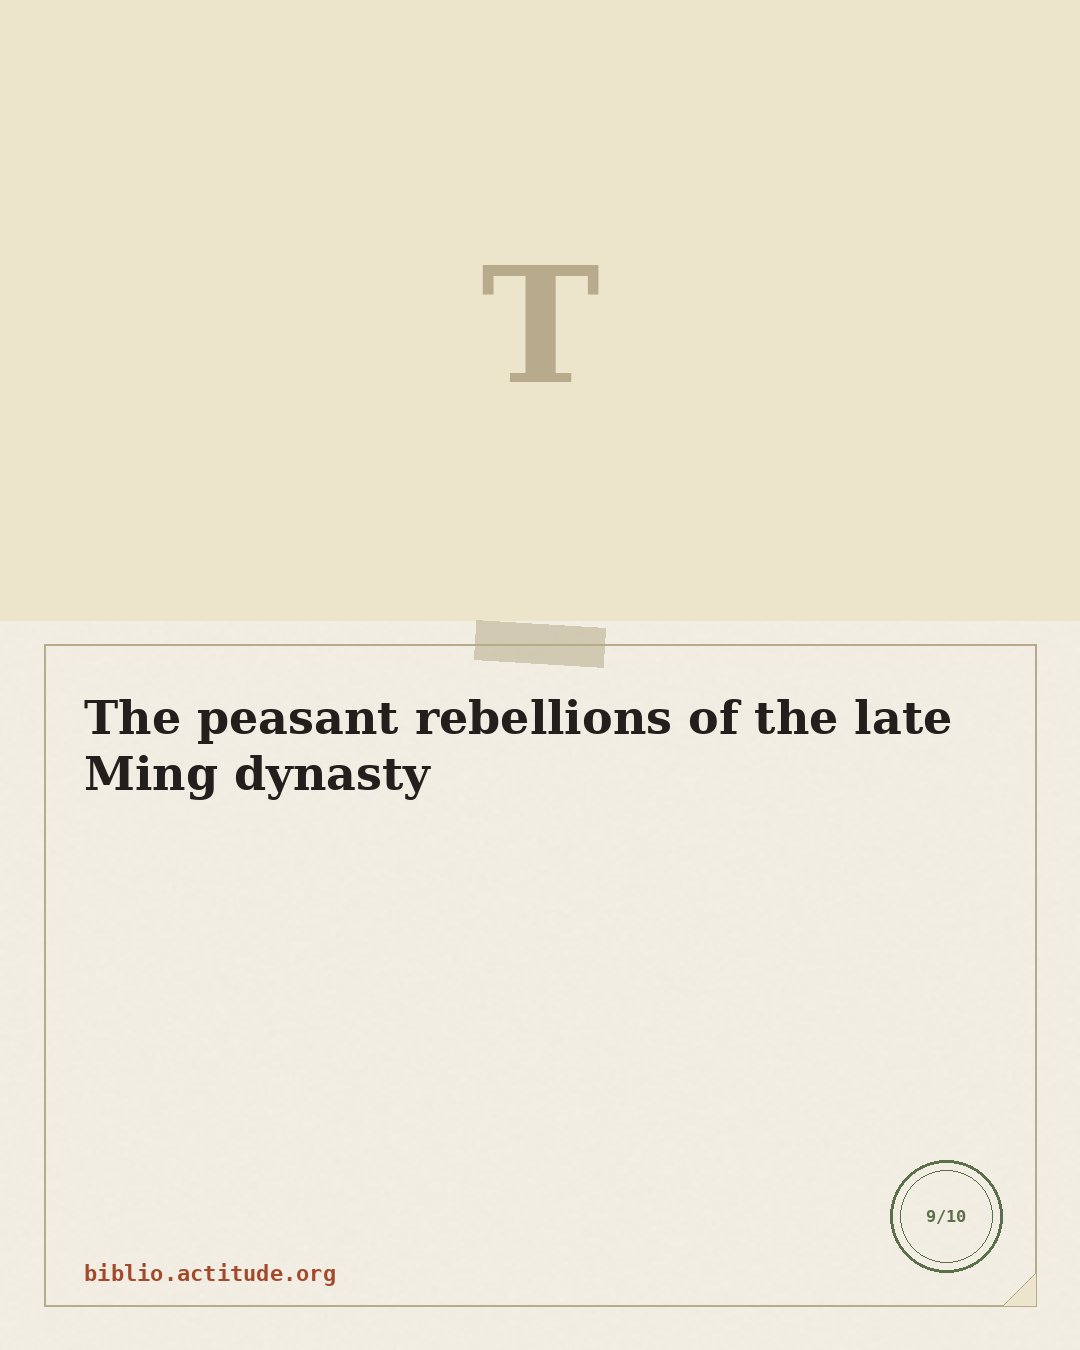 T
The peasant rebellions of the late
Ming dynasty
9/10
biblio.actitude.org